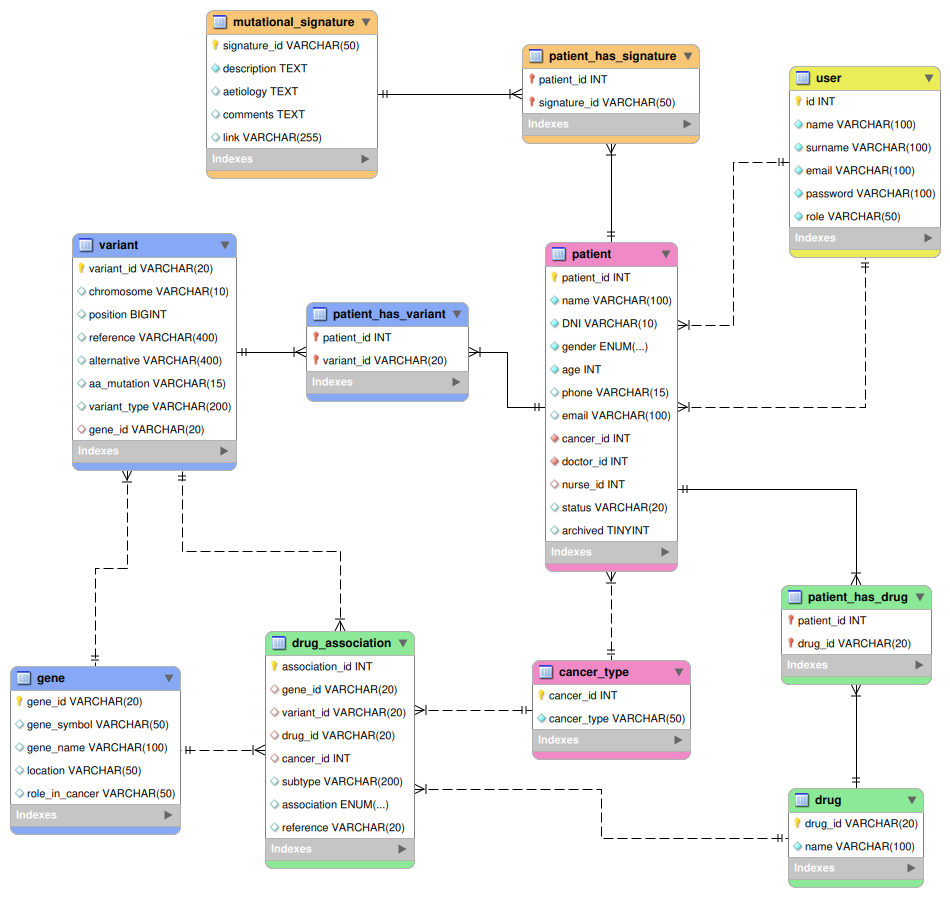 mutational_signature
signature_id VARCHAR(50)
description TEXT
aetiology TEXT
comments TEXT
link VARCHAR(255)
Indexes
patient_has_signature
patient_id INT
signature_id VARCHAR(50)
Indexes
user
id INT
name VARCHAR(100)
surname VARCHAR(100)
email VARCHAR(100)
password VARCHAR(100)
role VARCHAR(50)
Indexes
variant
variant_id VARCHAR(20)
chromosome VARCHAR(10)
position BIGINT
reference VARCHAR(400)
alternative VARCHAR(400)
aa_mutation VARCHAR(15)
variant_type VARCHAR(200)
gene_id VARCHAR(20)
Indexes
patient_has_variant
patient_id INT
variant_id VARCHAR(20)
Indexes
patient
patient_id INT
name VARCHAR(100)
DNI VARCHAR(10)
gender ENUM(...)
age INT
phone VARCHAR(15)
email VARCHAR(100)
cancer_id INT
doctor_id INT
nurse_id INT
status VARCHAR(20)
archived TINYINT
Indexes
patient_has_drug
patient_id INT
drug_id VARCHAR(20)
Indexes
gene
gene_id VARCHAR(20)
gene_symbol VARCHAR(50)
gene_name VARCHAR(100)
location VARCHAR(50)
role_in_cancer VARCHAR(50)
Indexes
drug_association
association_id INT
gene_id VARCHAR(20)
variant_id VARCHAR(20)
drug_id VARCHAR(20)
cancer_id INT
subtype VARCHAR(200)
association ENUM(...)
reference VARCHAR(20)
Indexes
cancer_type
cancer_id INT
cancer_type VARCHAR(50)
Indexes
drug
drug_id VARCHAR(20)
name VARCHAR(100)
Indexes